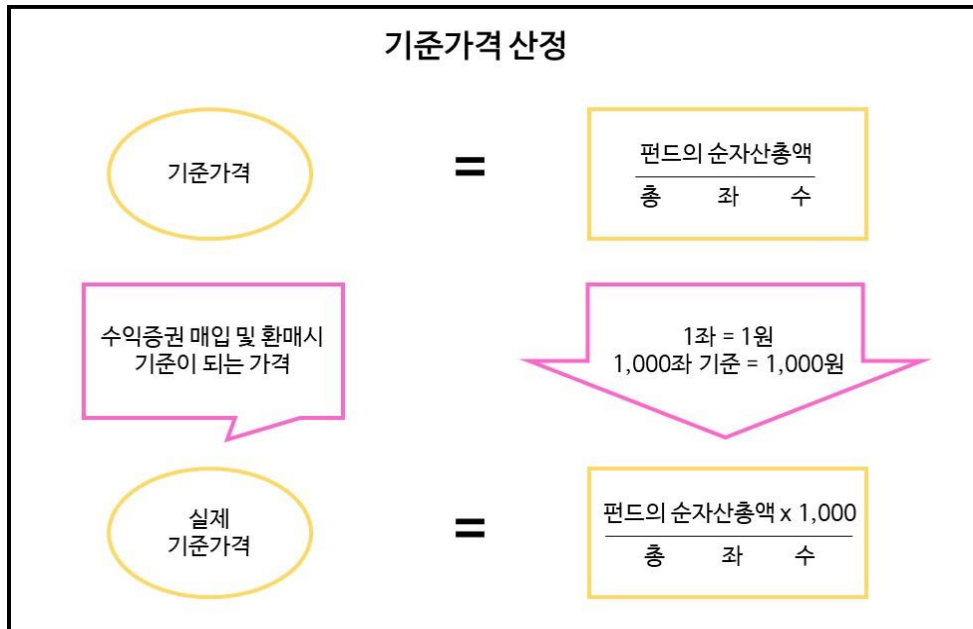 기준가격 산정
기준가격
=
펀드의 순자산총액
총 좌 수
수익증권 매입 및 환매시
기준이 되는 가격
1좌 = 1원
1,000좌 기준 = 1,000원
실제
기준가격
=
펀드의 순자산총액 x 1,000
총 좌 수